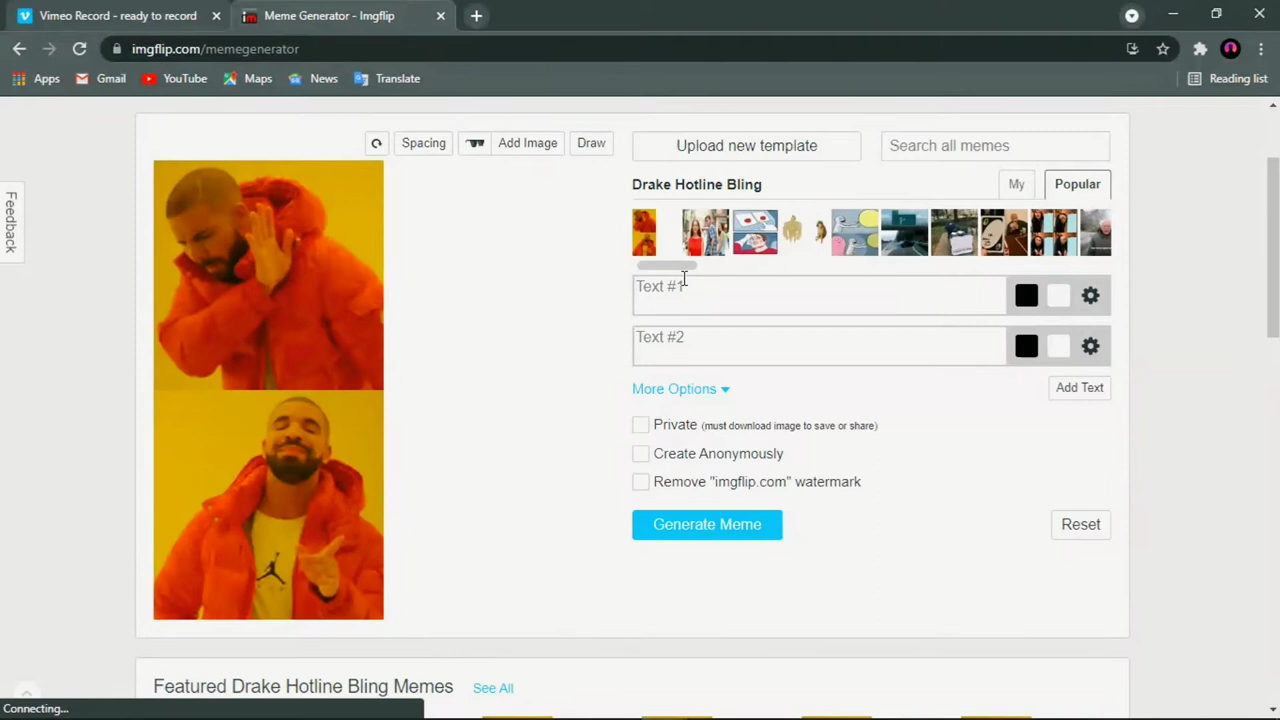 Vimeo Record - ready to record
Meme Generator - Imgflip
imgflip.com/memegenerator
Apps
Gmail
YouTube
Maps
News
Translate
Reading list
Feedback
Spacing
Add Image
Draw
Upload new template
Search all memes
Drake Hotline Bling
My
Popular
Text #1
Text #2
More Options
Add Text
Private (must download image to save or share)
Create Anonymously
Remove "imgflip.com" watermark
Generate Meme
Reset
Featured Drake Hotline Bling Memes
See All
Connecting...